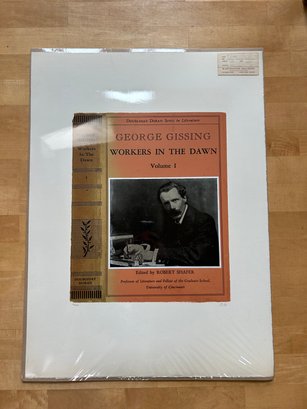 Doubleday Doran Series in Literature
GEORGE GISSING
WORKERS IN THE DAWN
Volume I
Workers
In The
Dawn
I
DOUBLEDAY
DORAN
Edited by ROBERT SHAFER
Professor of Literature and Fellow of the Graduate School,
University of Cincinnati